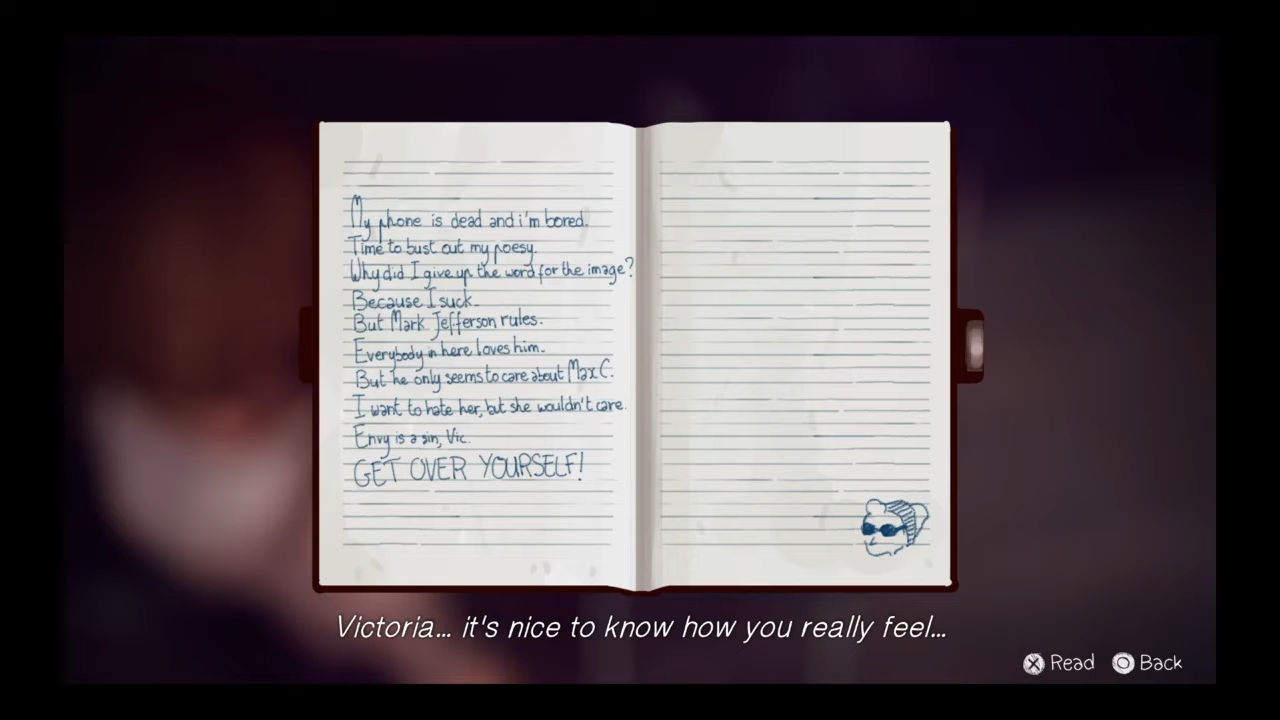 My phone is dead and i'm bored.
Time to bust out my poesy.
Why did I give up the word for the image?
Because I suck.
But Mark Jefferson rules.
Everybody in here loves him.
But he only seems to care about Max C.
I want to hate her, but she wouldn't care.
Envy is a sin, Vic.
GET OVER YOURSELF!
Victoria... it's nice to know how you really feel...
Read Back